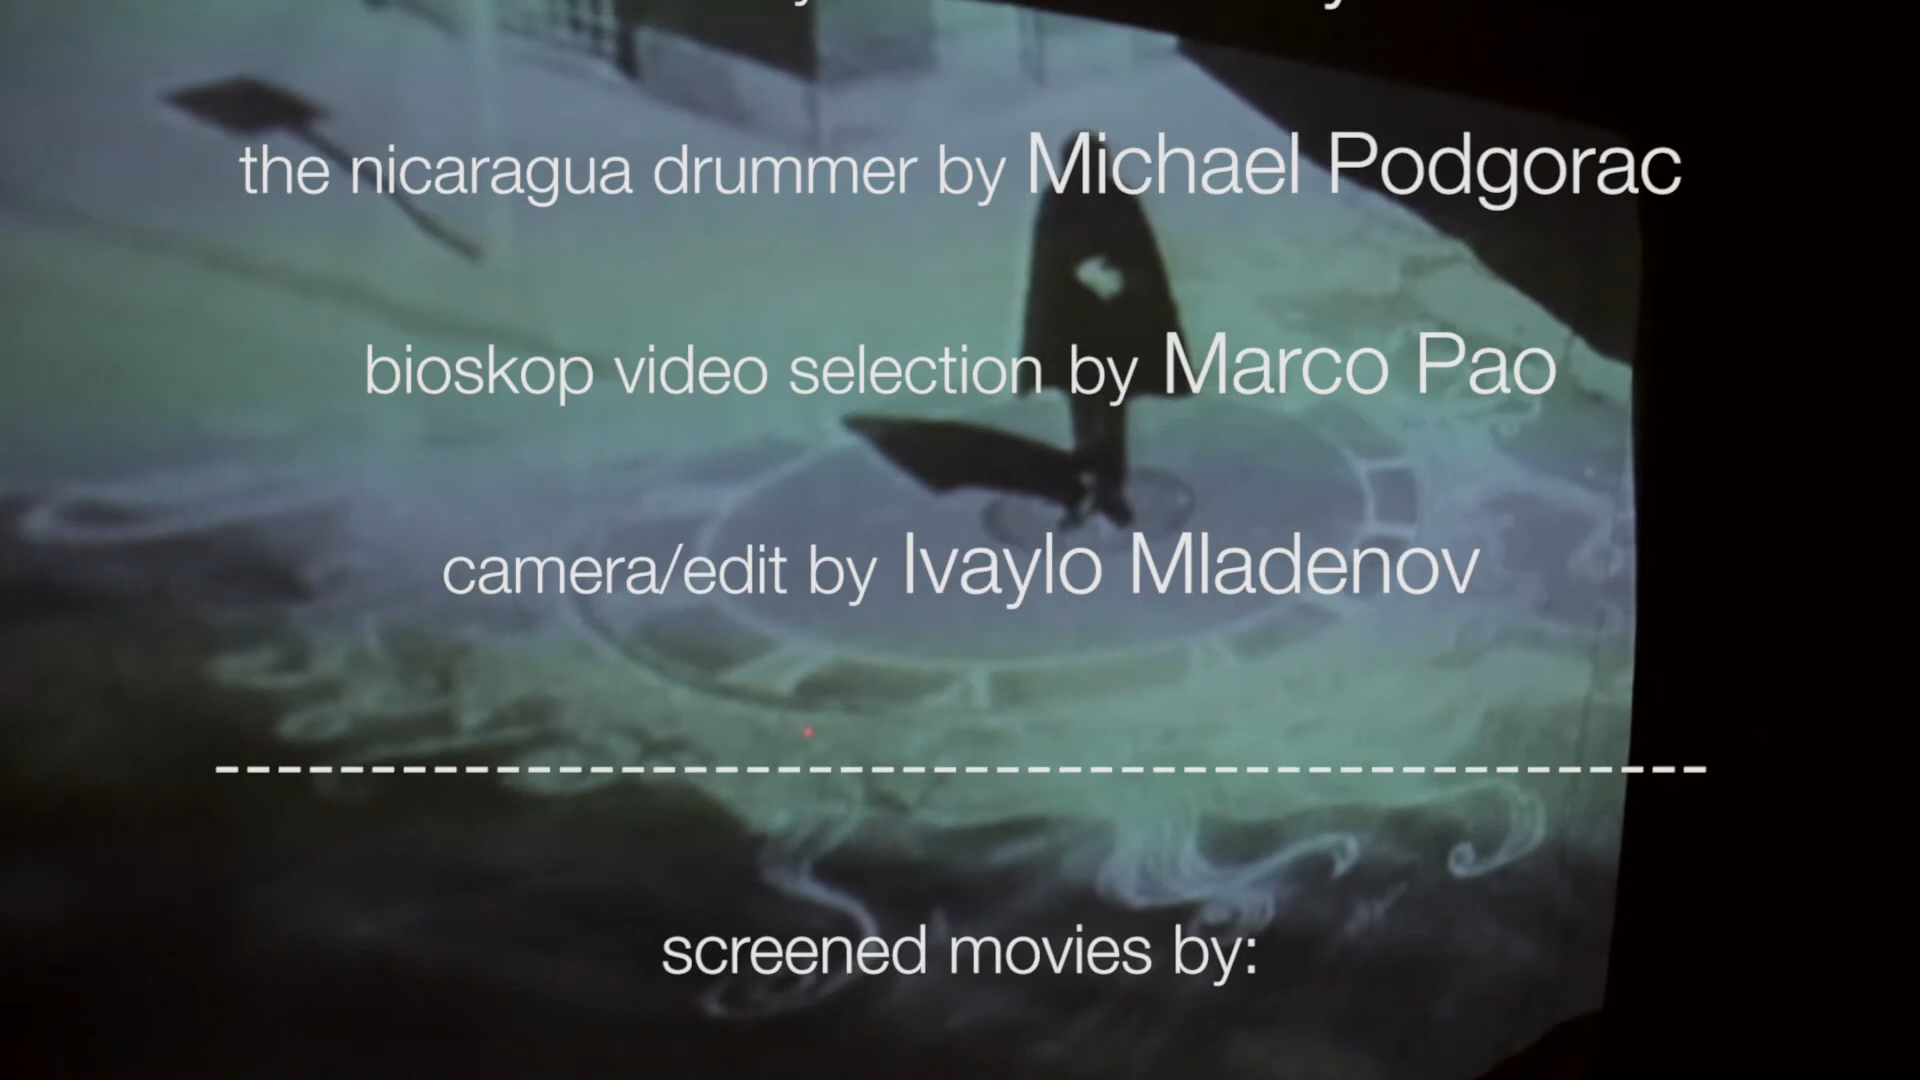 the nicaragua drummer by Michael Podgorac
bioskop video selection by Marco Pao
camera/edit by Ivaylo Mladenov
------------------------------------------------
screened movies by: